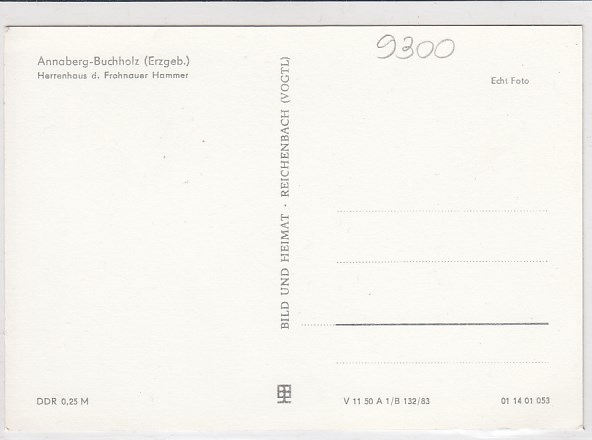 Annaberg-Buchholz (Erzgeb.)
Herrenhaus d. Frohnauer Hammer
9300
Echt Foto
BILD UND HEIMAT · REICHENBACH (VOGTL)
DDR 0,25 M
V 11 50 A 1/B 132/83
01 14 01 053